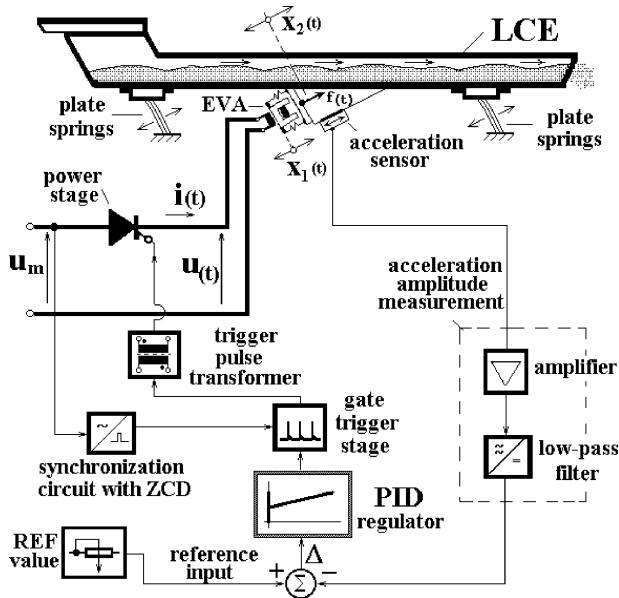 x₂(t)
LCE
EVA
f(t)
plate
springs
acceleration
sensor
plate
springs
x₁(t)
power
stage
i(t)
uₘ
u(t)
acceleration
amplitude
measurement
trigger
pulse
transformer
amplifier
gate
trigger
stage
~
synchronization
circuit with ZCD
≈
=
low-pass
filter
PID
regulator
REF
value
reference
input
+
Δ
−
Σ